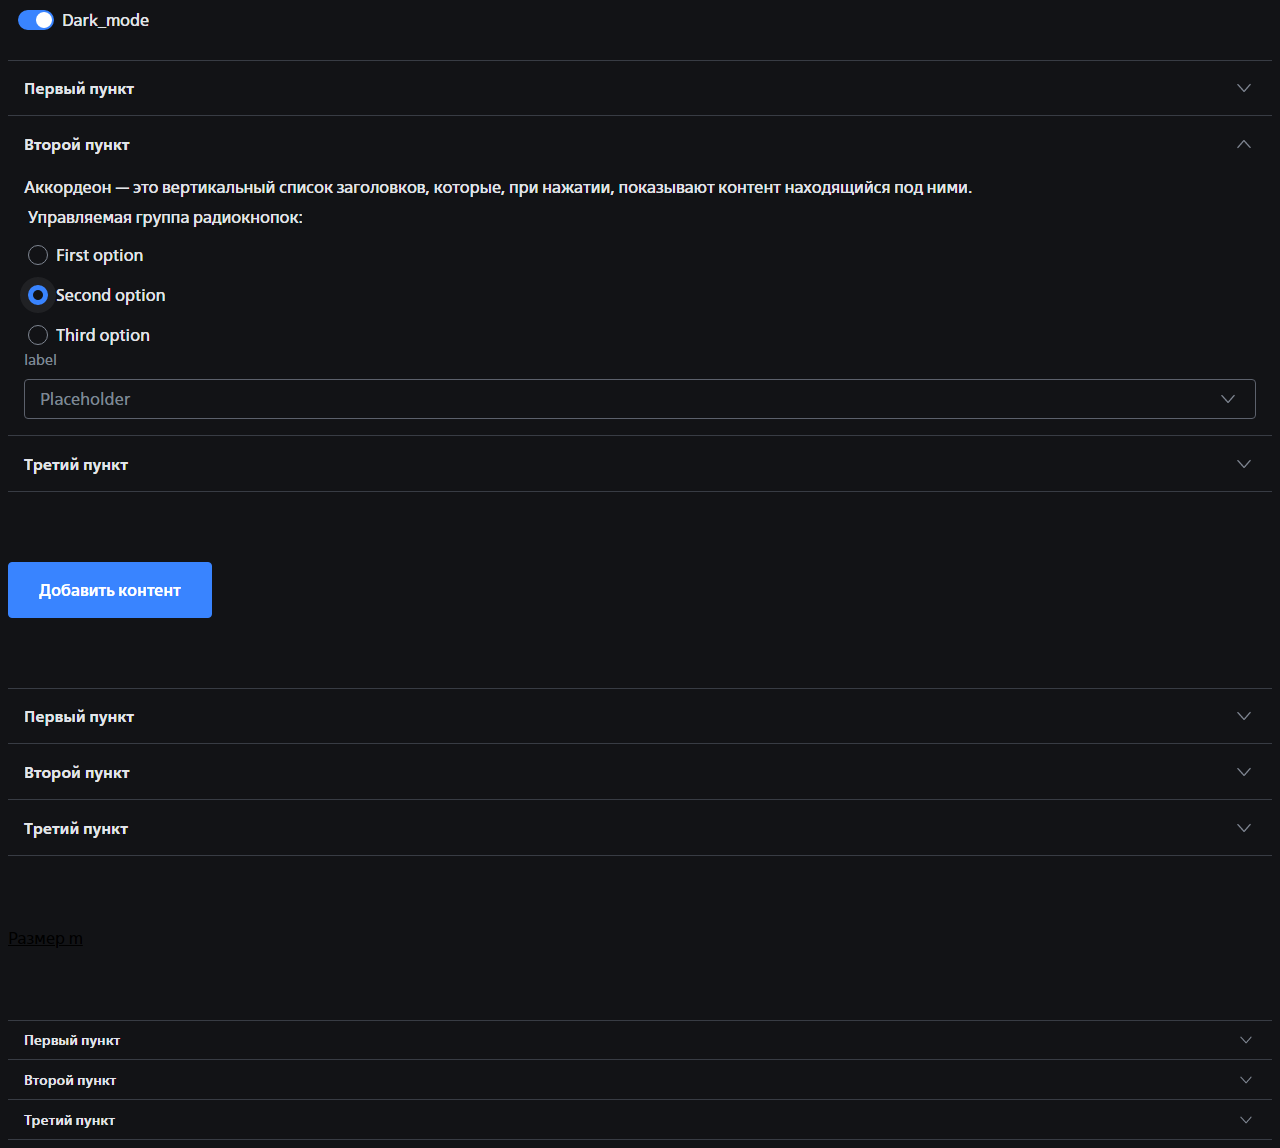 Dark_mode
Первый пункт
Второй пункт
Аккордеон — это вертикальный список заголовков, которые, при нажатии, показывают контент находящийся под ними.
Управляемая группа радиокнопок:
First option
Second option
Third option
label
Placeholder
Третий пункт
Добавить контент
Первый пункт
Второй пункт
Третий пункт
Размер m
Первый пункт
Второй пункт
Третий пункт